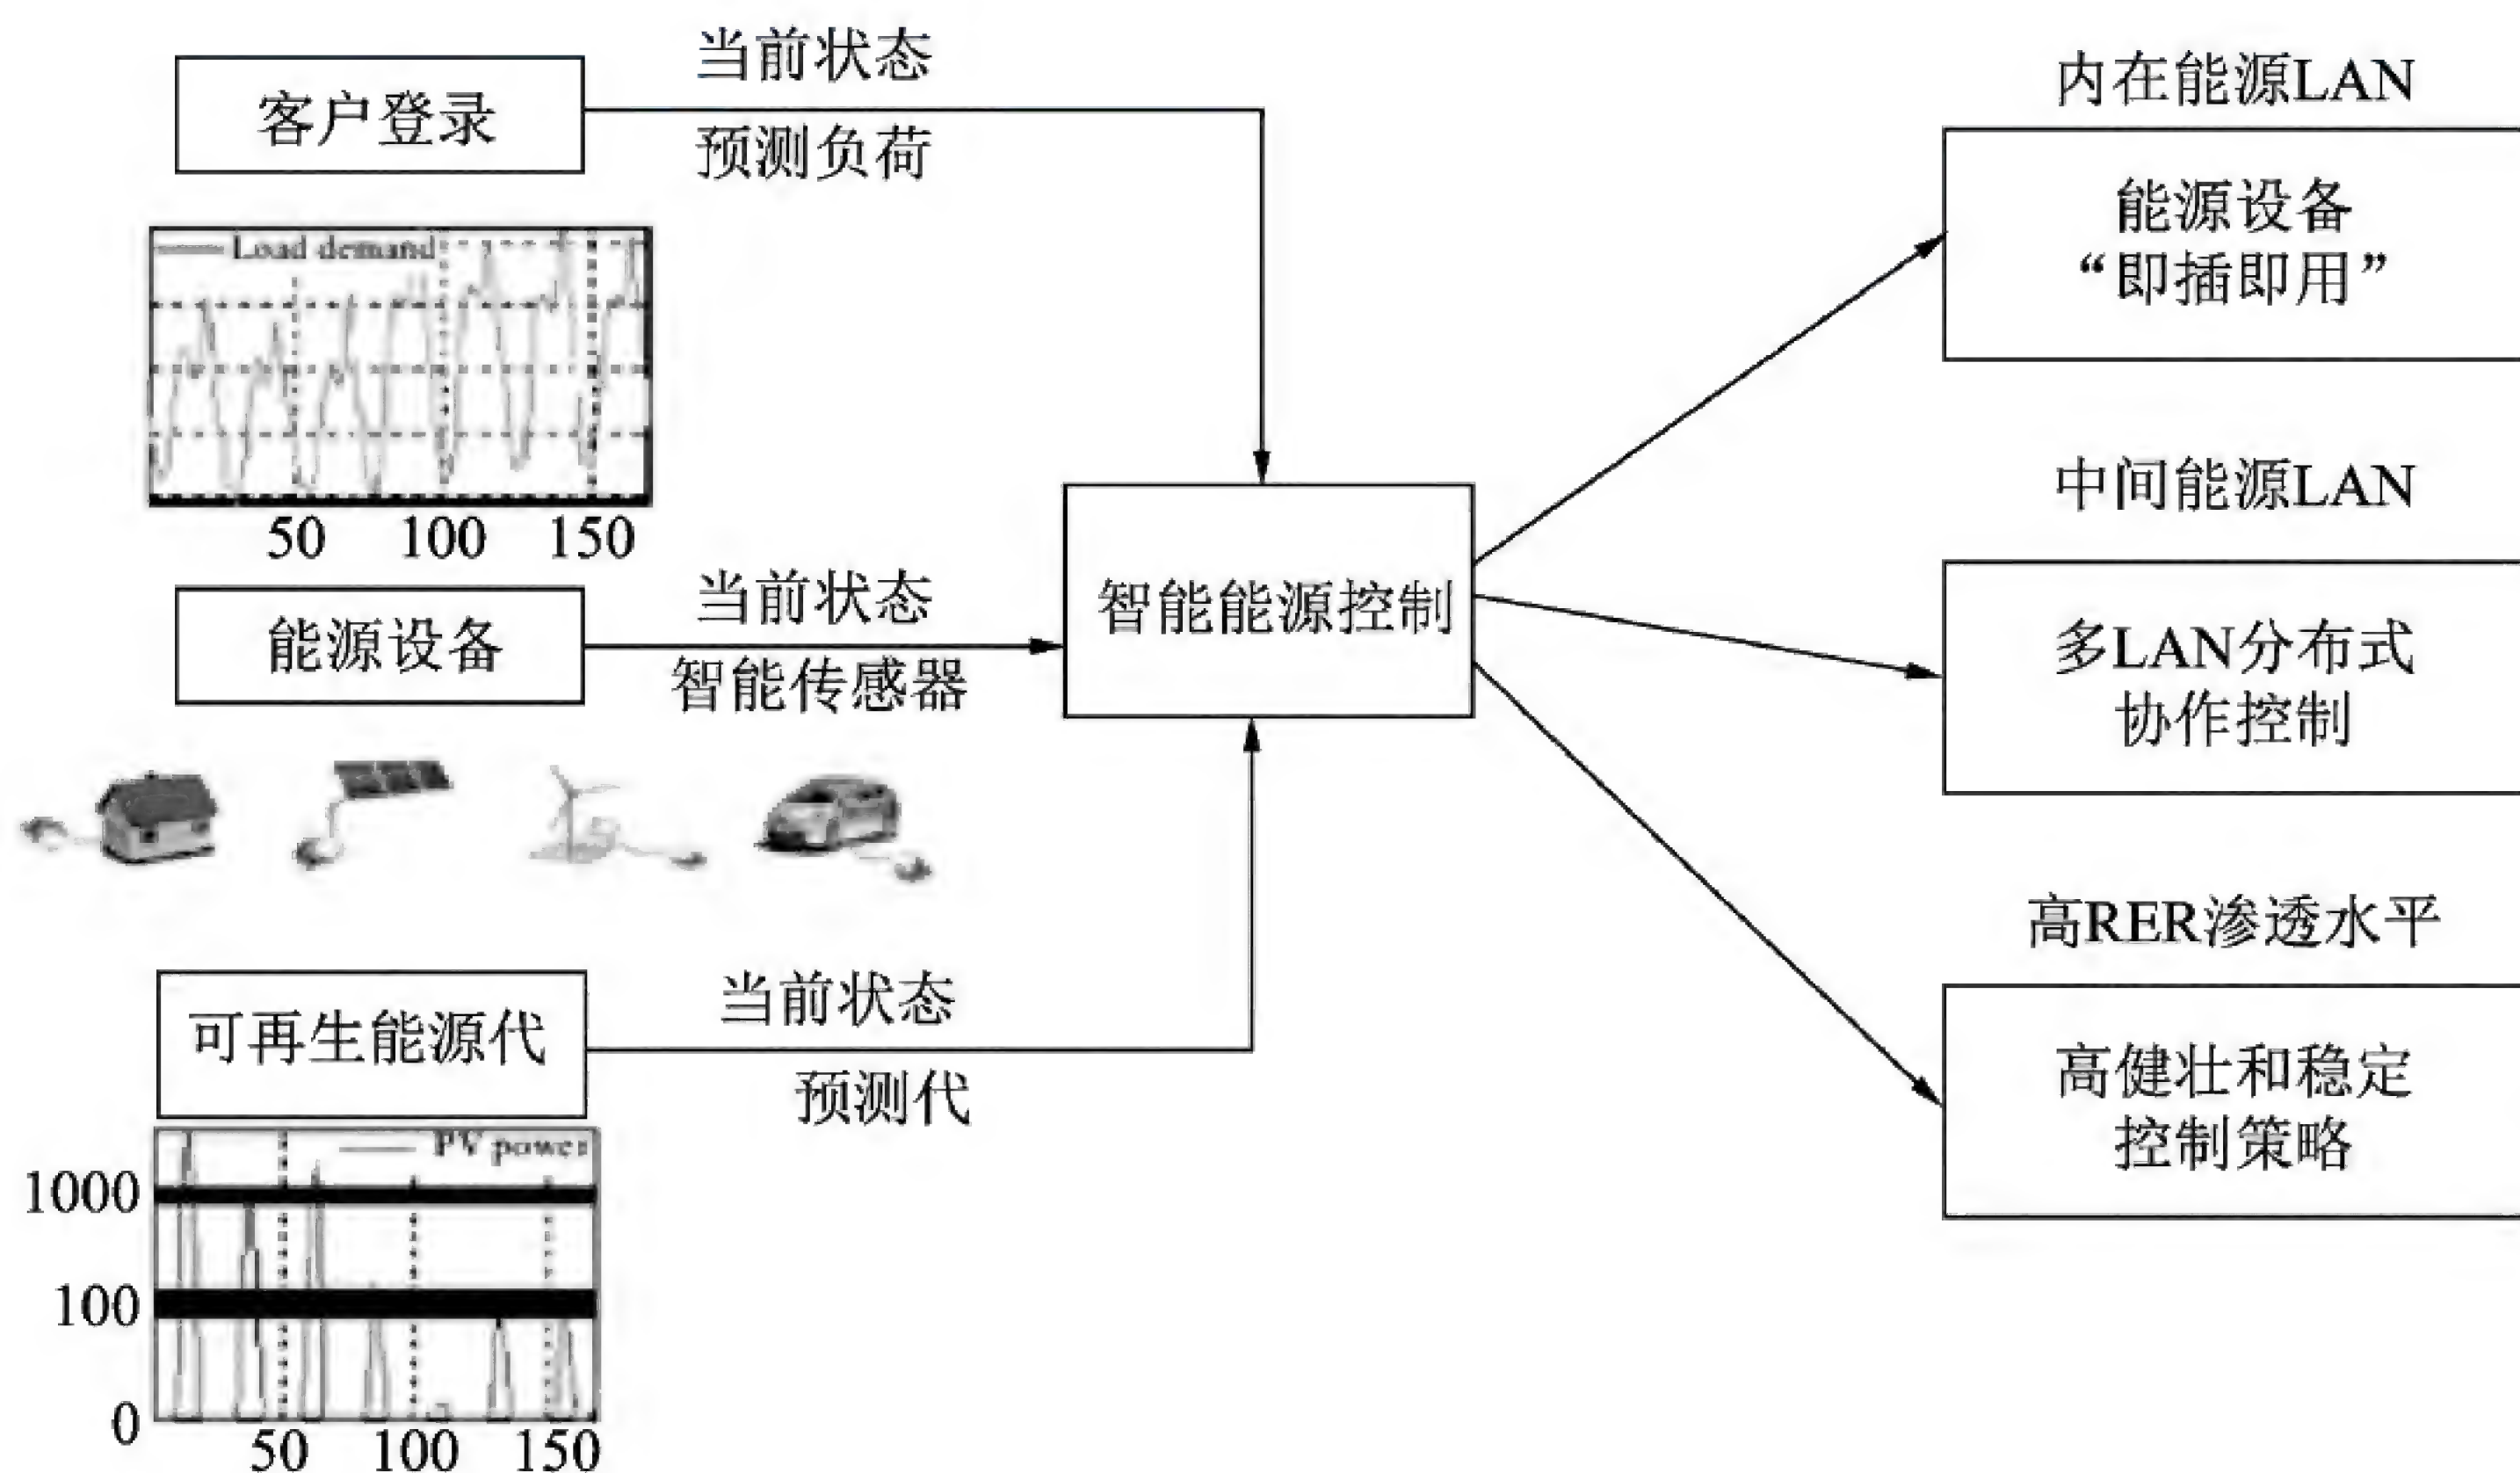 客户登录
当前状态
预测负荷
Load demand
50 100 150
能源设备
当前状态
智能传感器
可再生能源代
当前状态
预测代
PV power
1000
100
0
50 100 150
智能能源控制
内在能源LAN
能源设备
“即插即用”
中间能源LAN
多LAN分布式
协作控制
高RER渗透水平
高健壮和稳定
控制策略